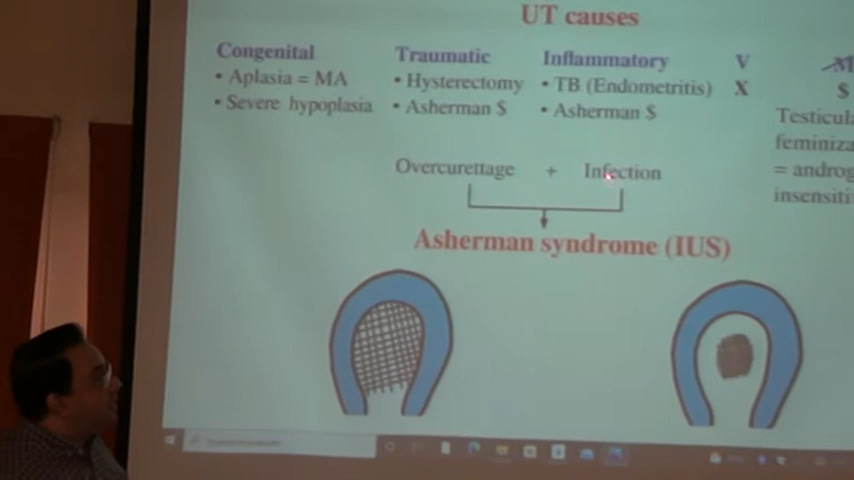 UT causes
Congenital
• Aplasia = MA
• Severe hypoplasia
Traumatic
• Hysterectomy
• Asherman $
Inflammatory
• TB (Endometritis)
• Asherman $
V
X
M
$
Testicula
feminiza
= androg
insensiti
Overcurettage + Infection
Asherman syndrome (IUS)